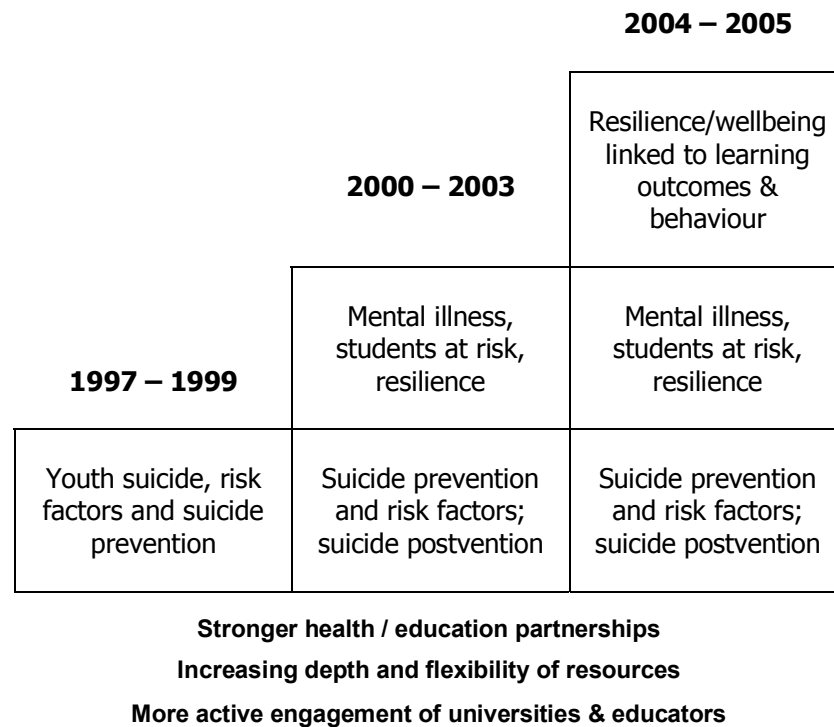 2004 – 2005
Resilience/wellbeing
linked to learning
outcomes &
behaviour
2000 – 2003
Mental illness,
students at risk,
resilience
Mental illness,
students at risk,
resilience
1997 – 1999
Youth suicide, risk
factors and suicide
prevention
Suicide prevention
and risk factors;
suicide postvention
Suicide prevention
and risk factors;
suicide postvention
Stronger health / education partnerships
Increasing depth and flexibility of resources
More active engagement of universities & educators